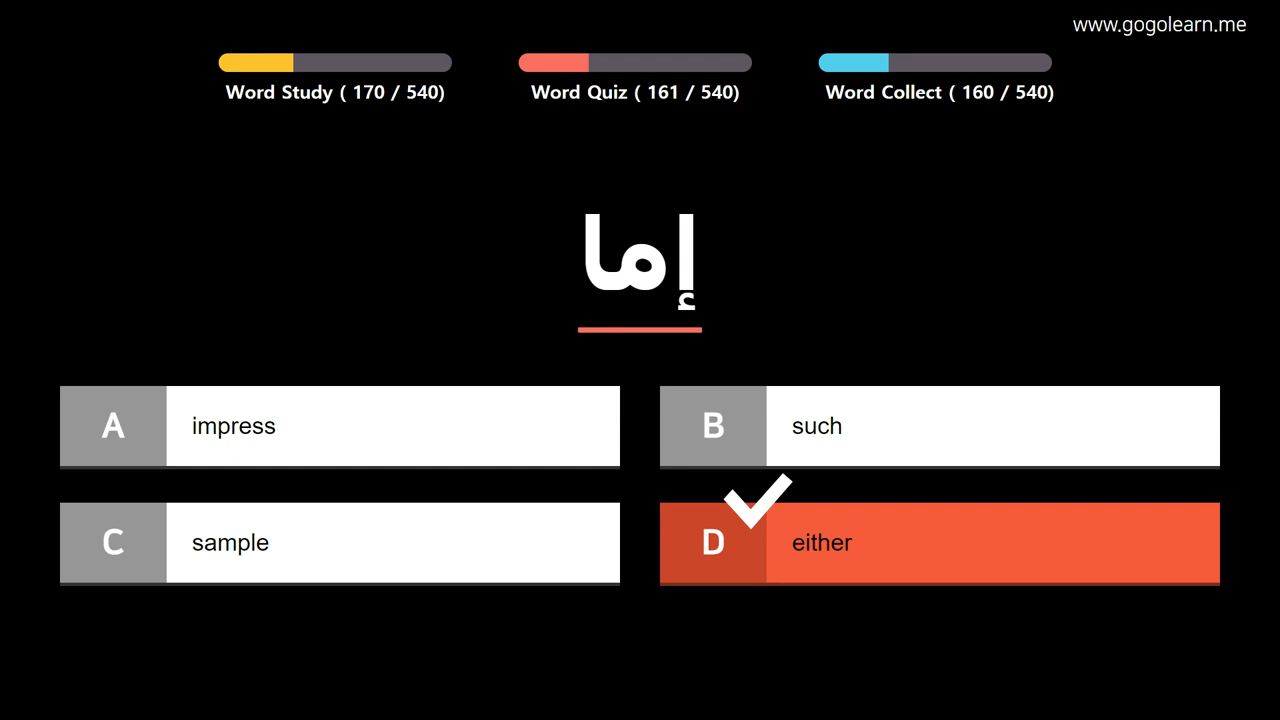 www.gogolearn.me
Word Study ( 170 / 540)
Word Quiz ( 161 / 540)
Word Collect ( 160 / 540)
إما
A impress
B such
C sample
D either